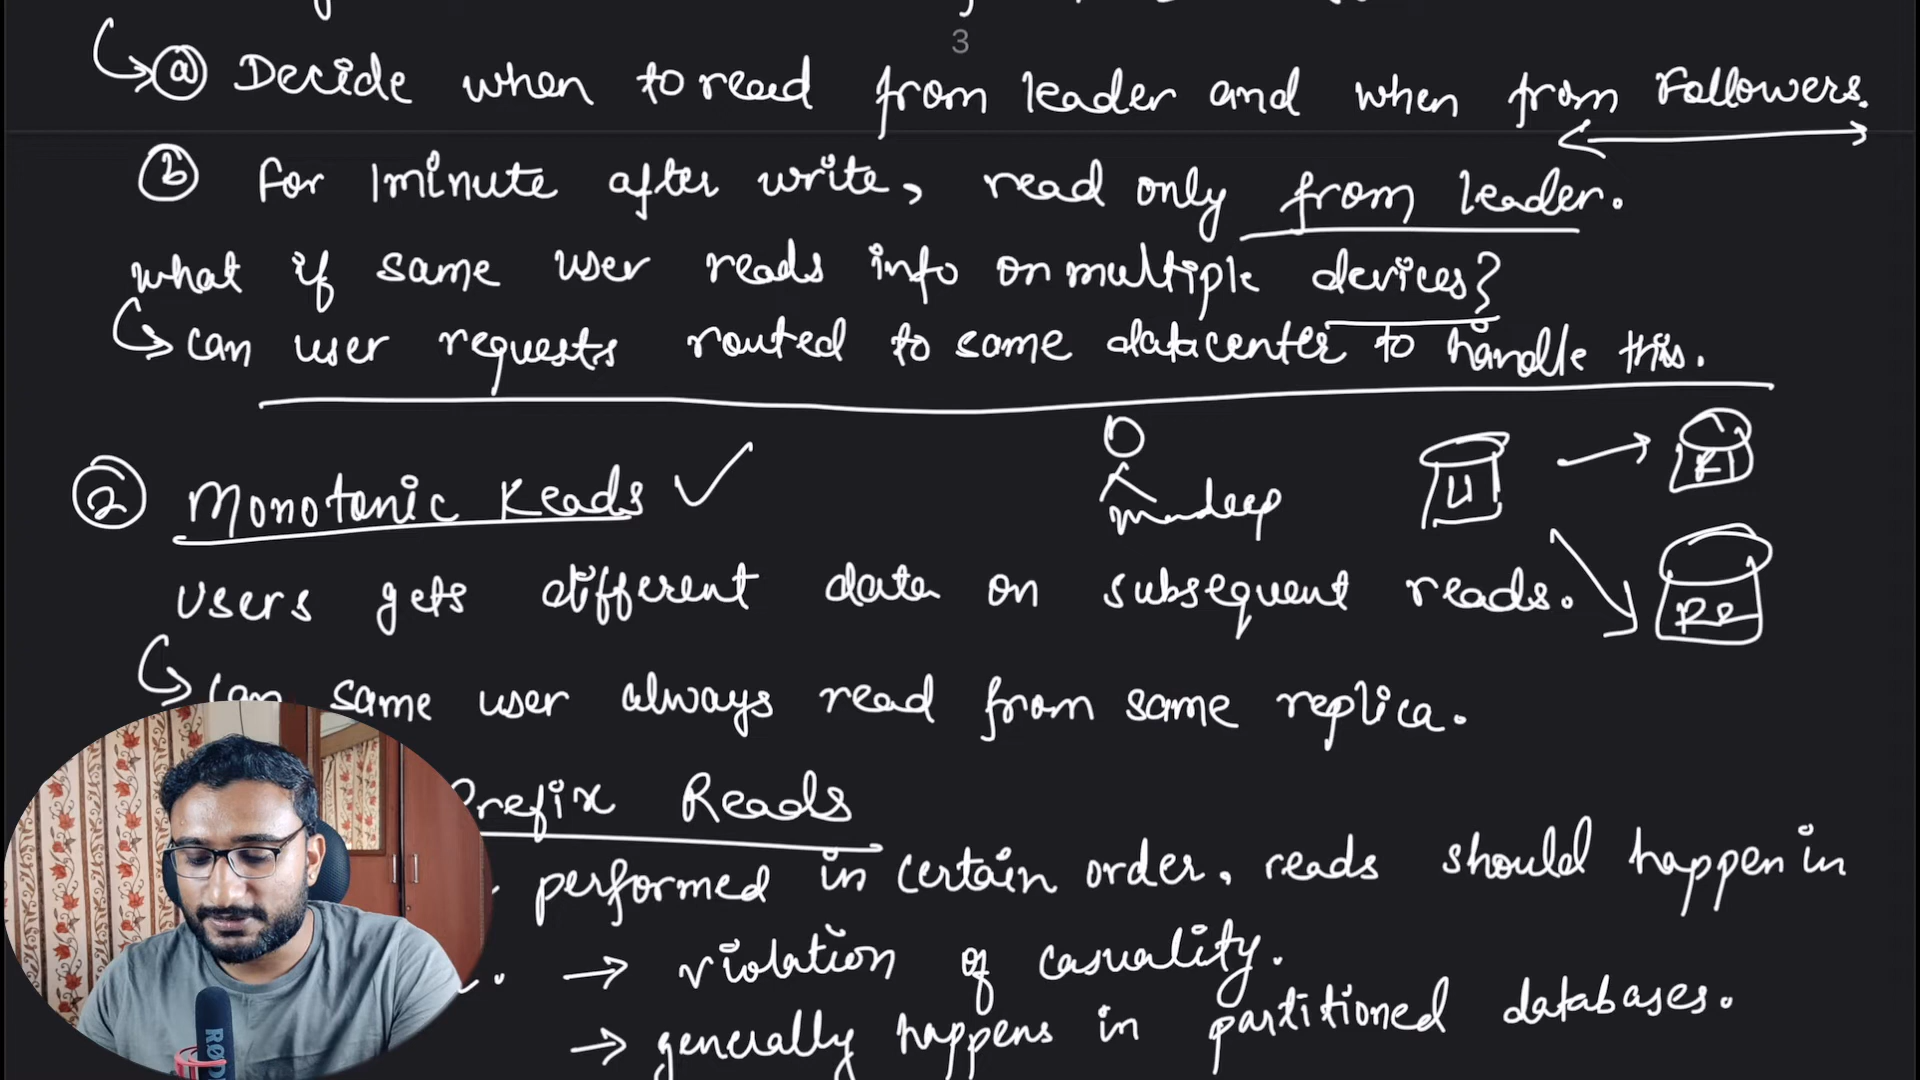 3
ⓐ Decide when to read from leader and when from Followers.
ⓑ For 1minute after write, read only from leader.
what if same user reads info on multiple devices?
can user requests routed to same datacenter to handle this.
② Monotonic Reads
L1
R1
R2
users gets different data on subsequent reads.
can same user always read from same replica.
Prefix Reads
performed in certain order, reads should happen in
→ violation of casuality.
→ generally happens in partitioned databases.
RØD